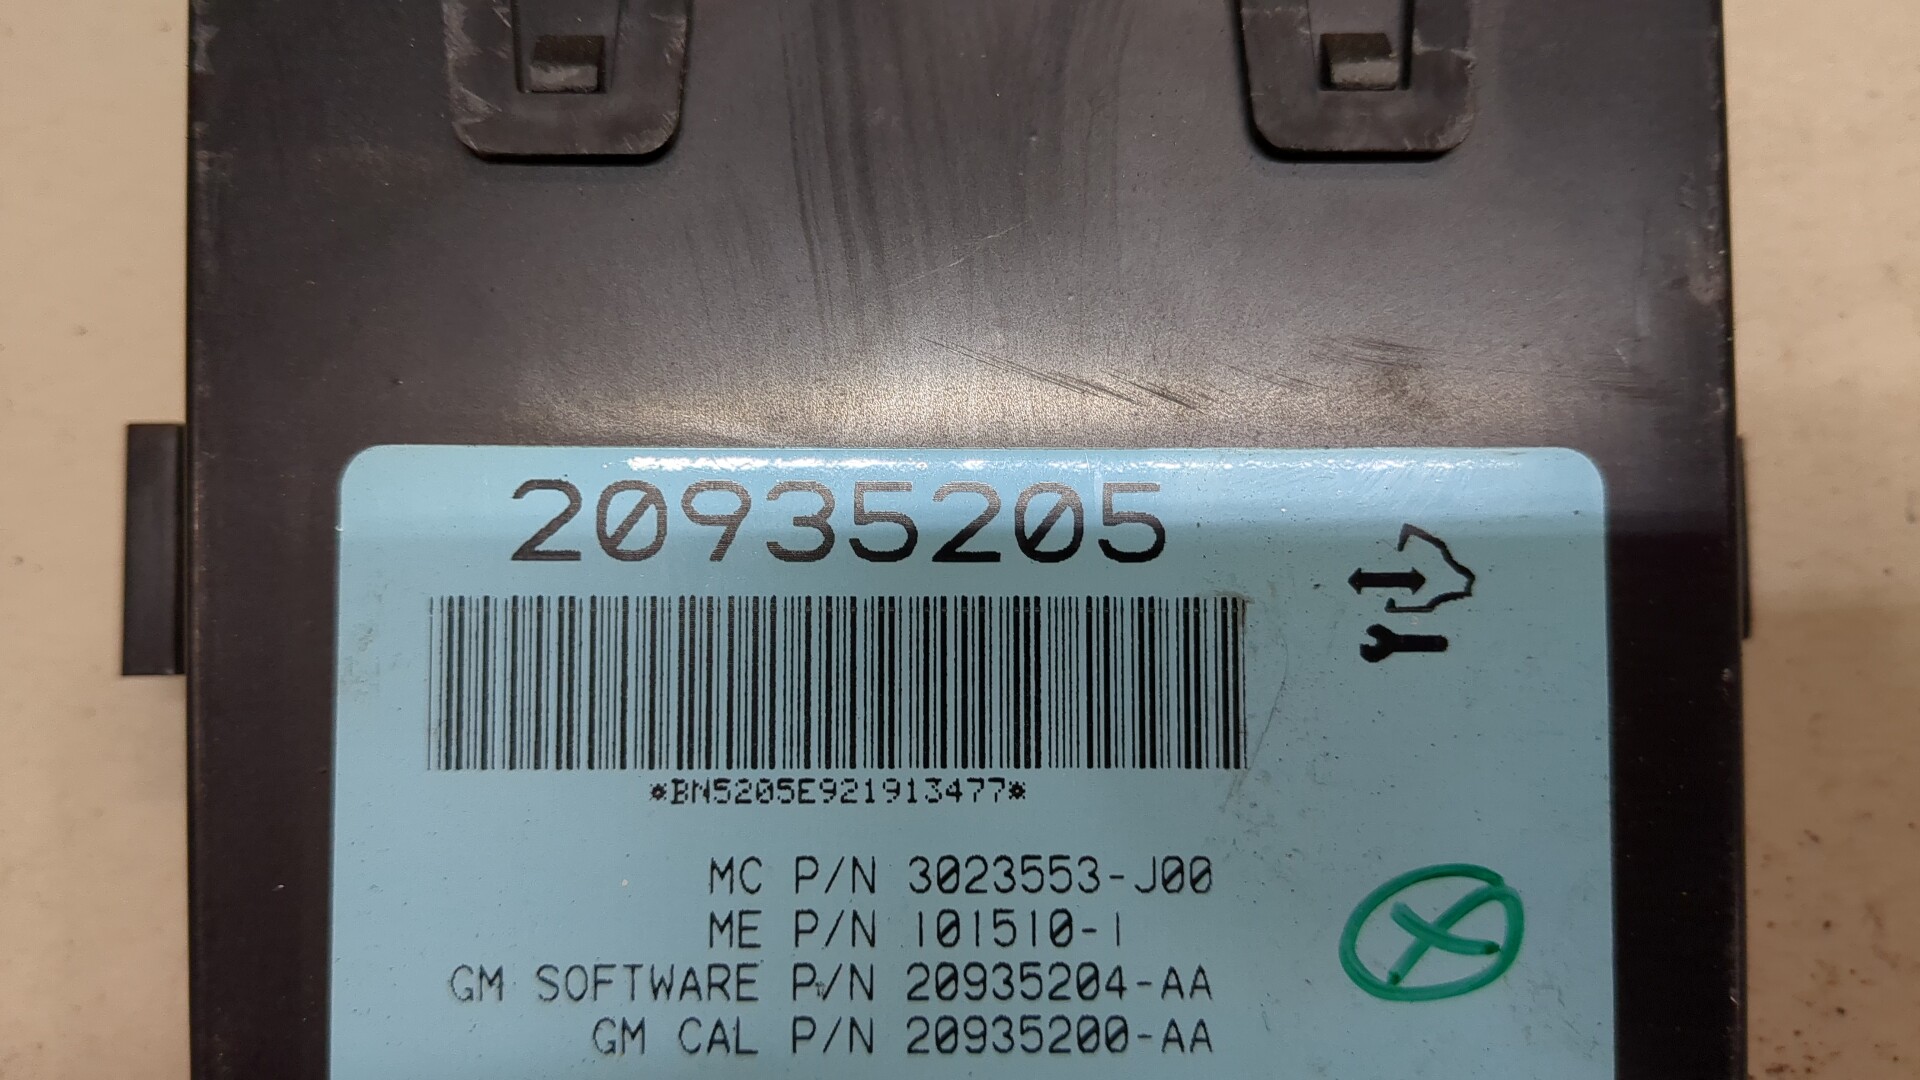 20935205
*BN5205E921913477*
MC P/N 3023553-J00
ME P/N 101510-1
GM SOFTWARE P/N 20935204-AA
GM CAL P/N 20935200-AA